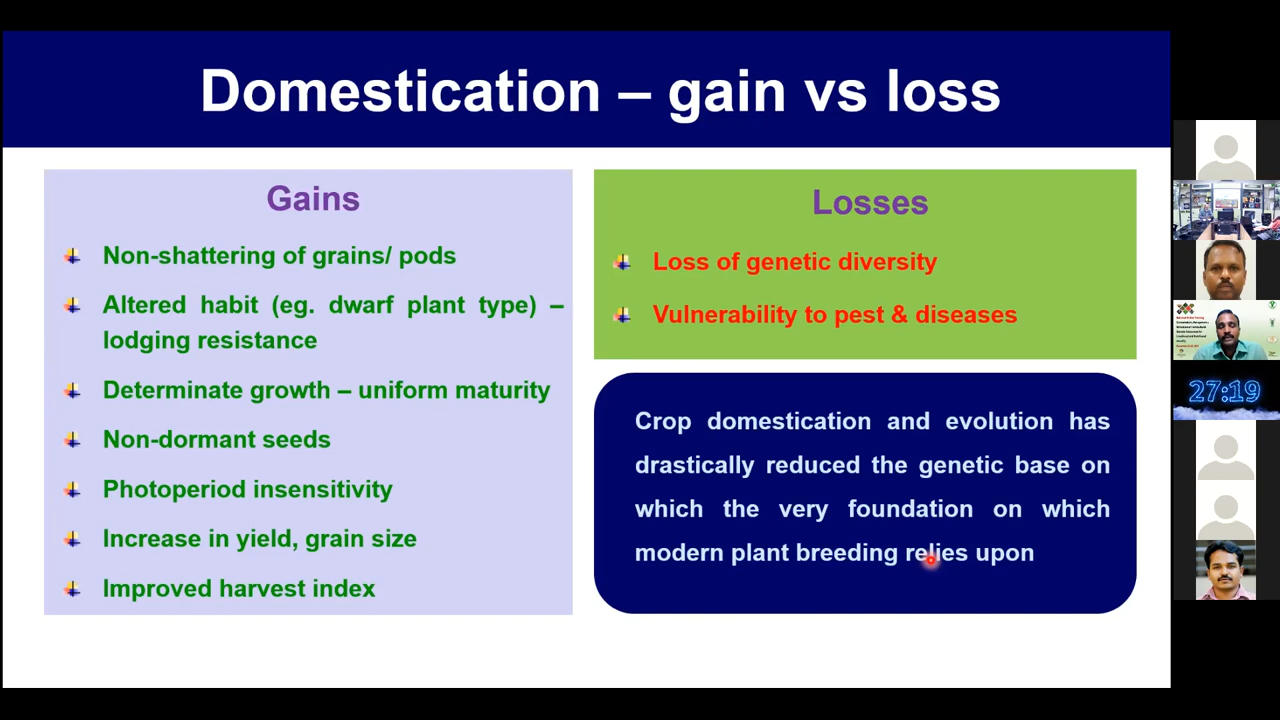 Domestication – gain vs loss
Gains
Non-shattering of grains/ pods
Altered habit (eg. dwarf plant type) –
lodging resistance
Determinate growth – uniform maturity
Non-dormant seeds
Photoperiod insensitivity
Increase in yield, grain size
Improved harvest index
Losses
Loss of genetic diversity
Vulnerability to pest & diseases
Crop domestication and evolution has
drastically reduced the genetic base on
which the very foundation on which
modern plant breeding relies upon
27:19